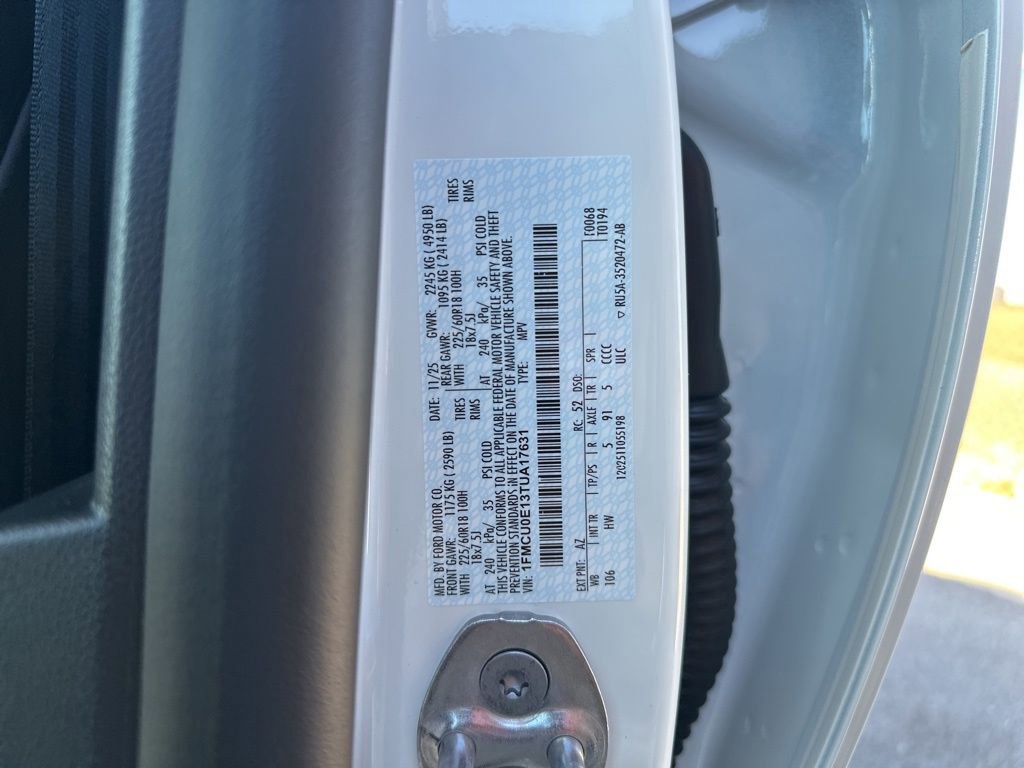 MFD. BY FORD MOTOR CO. DATE: 11/25 GVWR: 2245 KG ( 4950 LB)
FRONT GAWR: 1175 KG ( 2590 LB) REAR GAWR: 1095 KG ( 2414 LB)
WITH 225/60R18 100H TIRES WITH 225/60R18 100H TIRES
18x7.5J RIMS 18x7.5J RIMS
AT 240 kPa/ 35 PSI COLD AT 240 kPa/ 35 PSI COLD
THIS VEHICLE CONFORMS TO ALL APPLICABLE FEDERAL MOTOR VEHICLE SAFETY AND THEFT
PREVENTION STANDARDS IN EFFECT ON THE DATE OF MANUFACTURE SHOWN ABOVE.
VIN: 1FMCU0E13TUA17631 TYPE: MPV
EXT PNT: AZ RC: 52 DSO: F0068
WB INT TR TP/PS R AXLE TR SPR T0194
106 HW 5 91 5 CCCC
1202511055198 ULC ▽ RU5A-3520472-AB